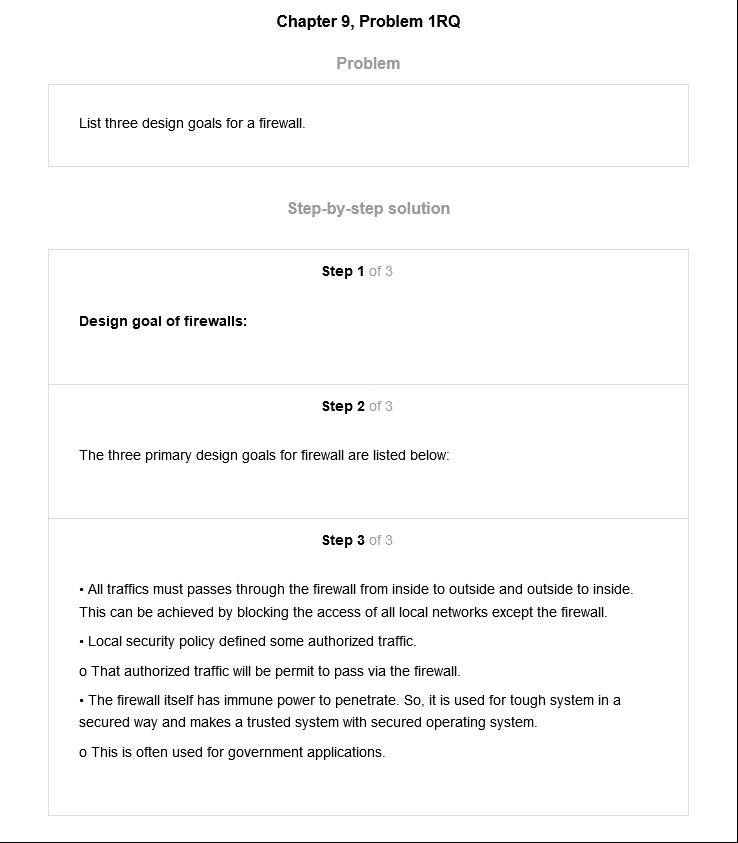 Chapter 9, Problem 1RQ
Problem
List three design goals for a firewall.
Step-by-step solution
Step 1 of 3
Design goal of firewalls:
Step 2 of 3
The three primary design goals for firewall are listed below:
Step 3 of 3
• All traffics must passes through the firewall from inside to outside and outside to inside.
This can be achieved by blocking the access of all local networks except the firewall.
• Local security policy defined some authorized traffic.
o That authorized traffic will be permit to pass via the firewall.
• The firewall itself has immune power to penetrate. So, it is used for tough system in a
secured way and makes a trusted system with secured operating system.
o This is often used for government applications.